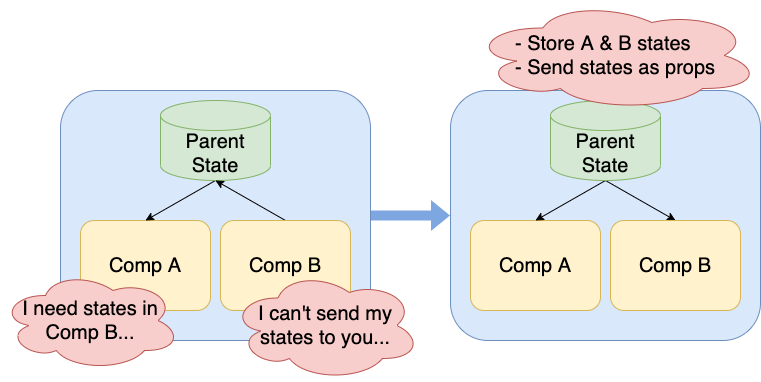 - Store A & B states
- Send states as props
Parent
State
Parent
State
Comp A
Comp B
Comp A
Comp B
I need states in
Comp B...
I can't send my
states to you...